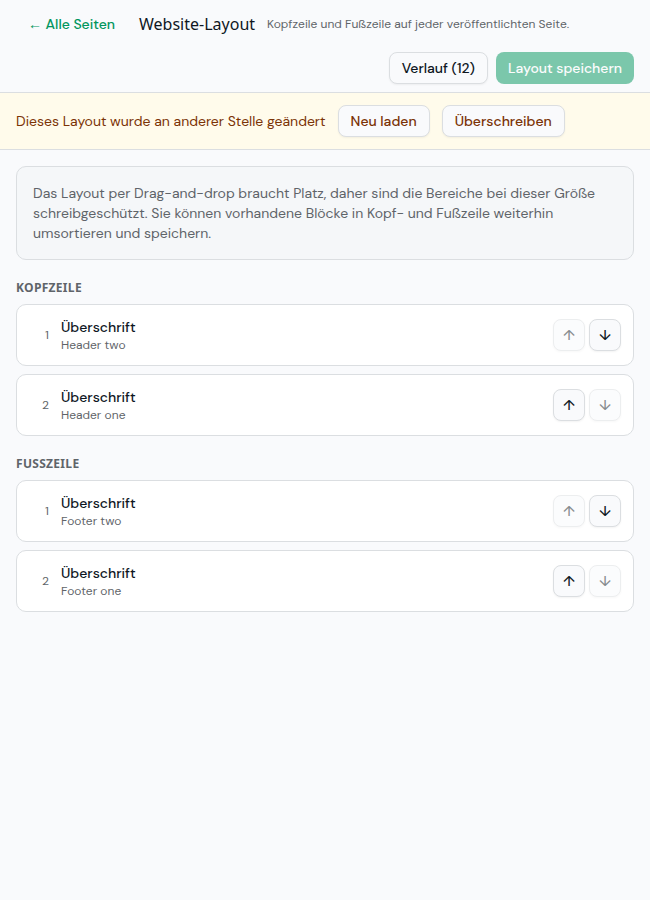 ← Alle Seiten Website-Layout Kopfzeile und Fußzeile auf jeder veröffentlichten Seite.
Verlauf (12) Layout speichern
Dieses Layout wurde an anderer Stelle geändert Neu laden Überschreiben
Das Layout per Drag-and-drop braucht Platz, daher sind die Bereiche bei dieser Größe
schreibgeschützt. Sie können vorhandene Blöcke in Kopf- und Fußzeile weiterhin
umsortieren und speichern.
KOPFZEILE
1 Überschrift ↑ ↓
Header two
2 Überschrift ↑ ↓
Header one
FUSSZEILE
1 Überschrift ↑ ↓
Footer two
2 Überschrift ↑ ↓
Footer one